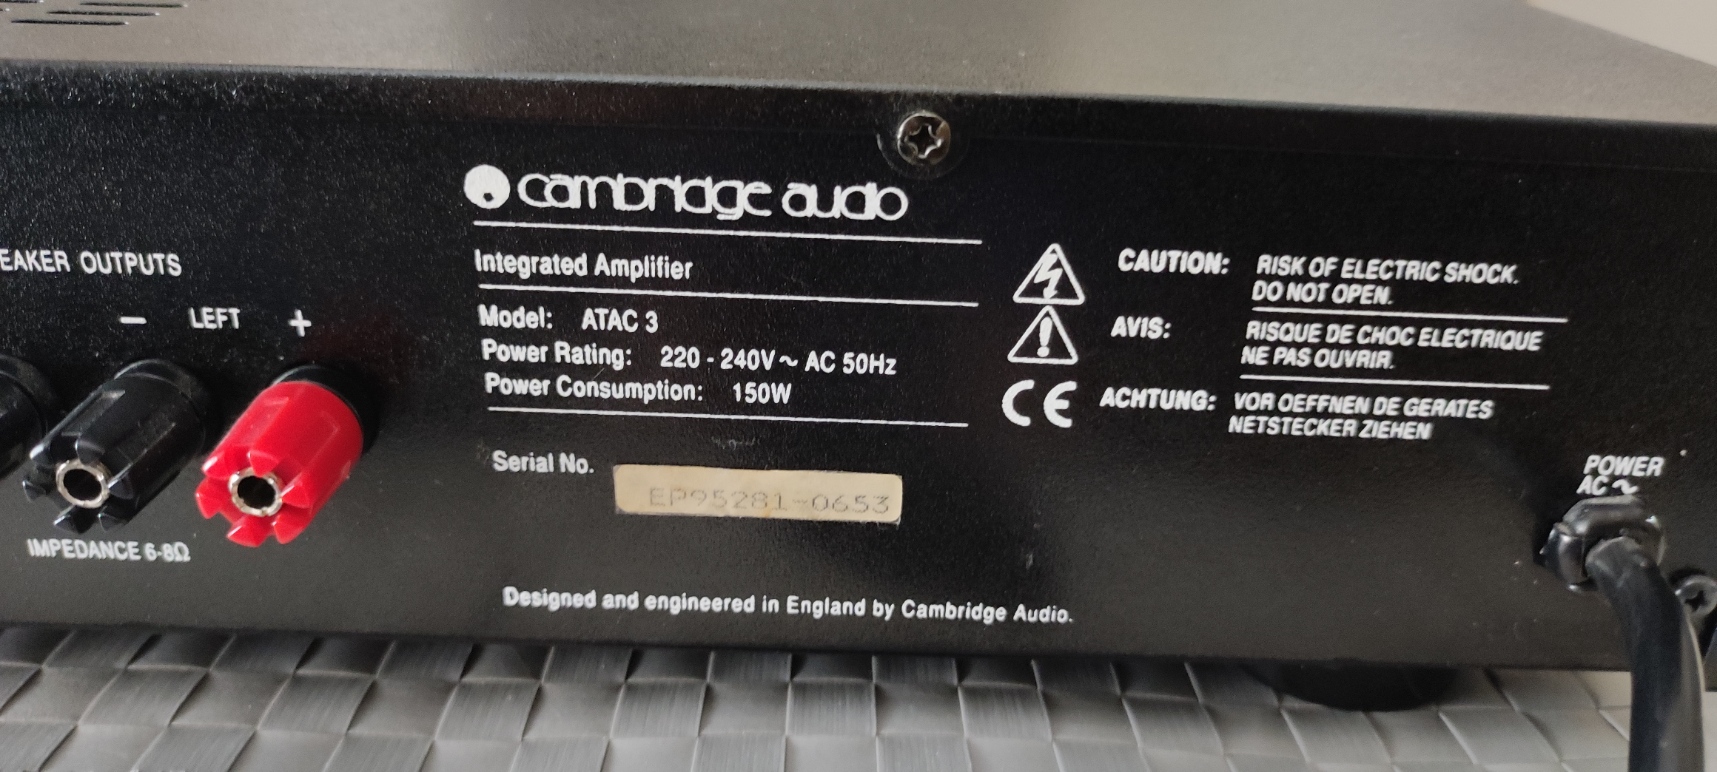 cambridge audio
EAKER OUTPUTS
− LEFT +
IMPEDANCE 6-8Ω
Integrated Amplifier
Model: ATAC 3
Power Rating: 220 - 240V ~ AC 50Hz
Power Consumption: 150W
Serial No.
EP95281-0653
Designed and engineered in England by Cambridge Audio.
CAUTION: RISK OF ELECTRIC SHOCK.
DO NOT OPEN.
AVIS: RISQUE DE CHOC ELECTRIQUE
NE PAS OUVRIR.
CE ACHTUNG: VOR OEFFNEN DE GERATES
NETSTECKER ZIEHEN
POWER
AC ~